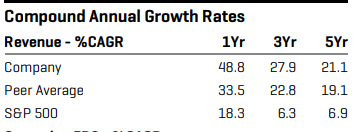 Compound Annual Growth Rates
Revenue - %CAGR 1Yr 3Yr 5Yr
Company 48.8 27.9 21.1
Peer Average 33.5 22.8 19.1
S&P 500 18.3 6.3 6.9